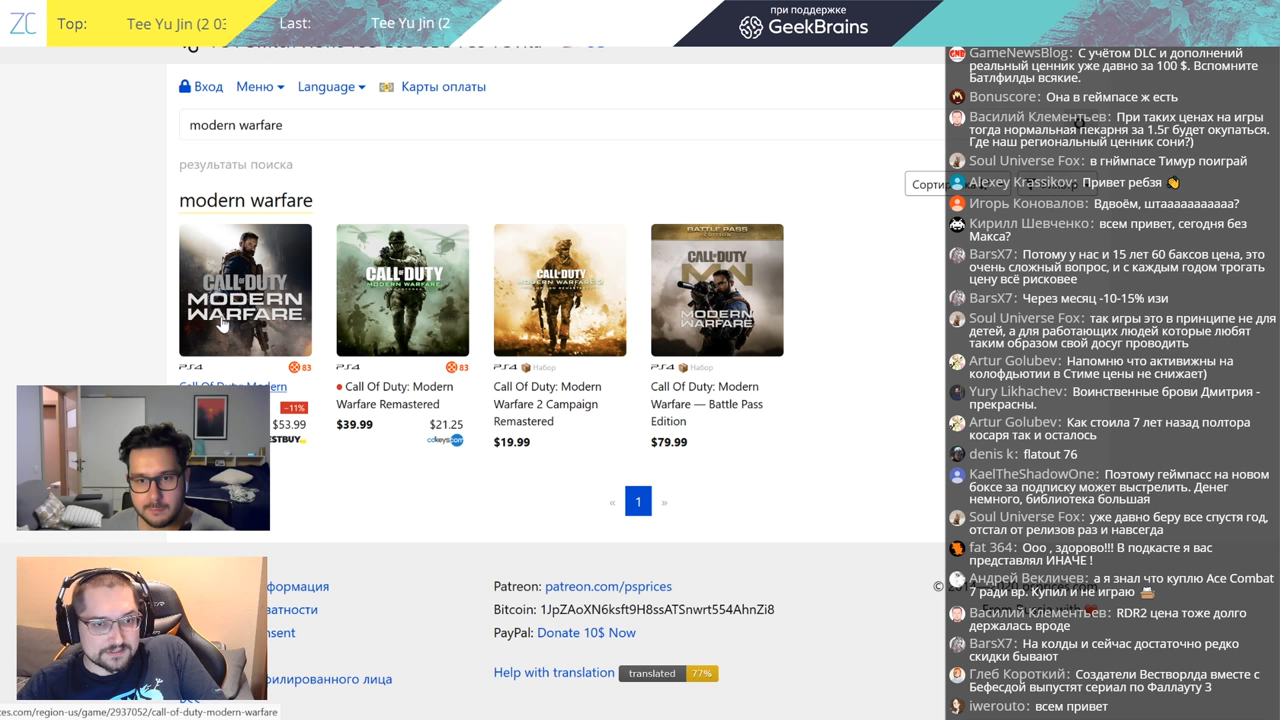 ZC
Top: Tee Yu Jin (2 03
Last: Tee Yu Jin (2
при поддержке
GeekBrains
Вход Меню Language Карты оплаты
modern warfare
результаты поиска
modern warfare
CALL OF DUTY
MODERN
WARFARE
CALL OF DUTY
CALL OF DUTY
BATTLE PASS
EDITION
CALL OF DUTY
MW
MODERN
WARFARE
PS4 83
PS4 83
PS4 Набор
PS4 Набор
Call Of Duty: Modern
-11%
$53.99
Call Of Duty: Modern
Warfare Remastered
$39.99 $21.25
cdkeys.com
Call Of Duty: Modern
Warfare 2 Campaign
Remastered
$19.99
Call Of Duty: Modern
Warfare — Battle Pass
Edition
$79.99
« 1 »
Patreon: patreon.com/psprices
Bitcoin: 1JpZAoXN6ksft9H8ssATSnwrt554AhnZi8
PayPal: Donate 10$ Now
Help with translation translated 77%
ces.com/region-us/game/2937052/call-of-duty-modern-warfare
GameNewsBlog: С учётом DLC и дополнений
реальный ценник уже давно за 100 $. Вспомните
Батлфилды всякие.
Bonuscore: Она в геймпасе ж есть
Василий Клементьев: При таких ценах на игры
тогда нормальная пекарня за 1.5г будет окупаться.
Где наш региональный ценник сони?)
Soul Universe Fox: в гнймпасе Тимур поиграй
Alexey Krassikov: Привет ребзя 👋
Игорь Коновалов: Вдвоём, штаааааааааа?
Кирилл Шевченко: всем привет, сегодня без
Макса?
BarsX7: Потому у нас и 15 лет 60 баксов цена, это
очень сложный вопрос, и с каждым годом трогать
цену всё рисковее
BarsX7: Через месяц -10-15% изи
Soul Universe Fox: так игры это в принципе не для
детей, а для работающих людей которые любят
таким образом свой досуг проводить
Artur Golubev: Напомню что активижны на
колфдьютии в Стиме цены не снижает)
Yury Likhachev: Воинственные брови Дмитрия -
прекрасны.
Artur Golubev: Как стоила 7 лет назад полтора
косаря так и осталось
denis k: flatout 76
KaelTheShadowOne: Поэтому геймпасс на новом
боксе за подписку может выстрелить. Денег
немного, библиотека большая
Soul Universe Fox: уже давно беру все спустя год,
отстал от релизов раз и навсегда
fat 364: Ооо , здорово!!! В подкасте я вас
представлял ИНАЧЕ !
Андрей Векличев: а я знал что куплю Ace Combat
7 ради вр. Купил и не играю
Василий Клементьев: RDR2 цена тоже долго
держалась вроде
BarsX7: На колды и сейчас достаточно редко
скидки бывают
Глеб Короткий: Создатели Вестворлда вместе с
Бефесдой выпустят сериал по Фаллауту 3
iwerouto: всем привет